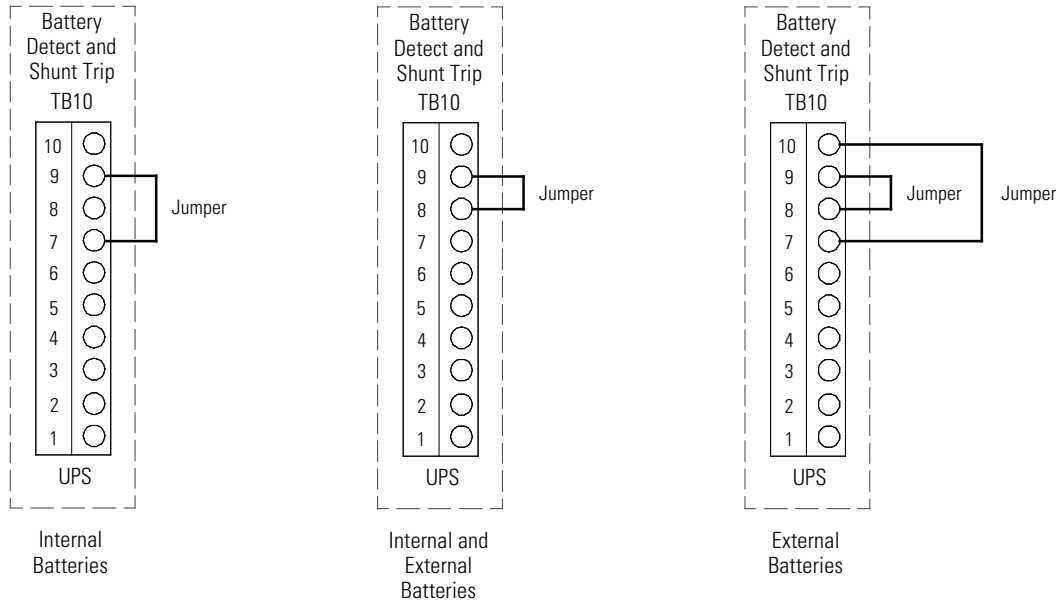 Battery
Detect and
Shunt Trip
TB10
10
9
8
7
6
5
4
3
2
1
Jumper
UPS
Internal
Batteries
Battery
Detect and
Shunt Trip
TB10
10
9
8
7
6
5
4
3
2
1
Jumper
UPS
Internal and
External
Batteries
Battery
Detect and
Shunt Trip
TB10
10
9
8
7
6
5
4
3
2
1
Jumper
Jumper
UPS
External
Batteries